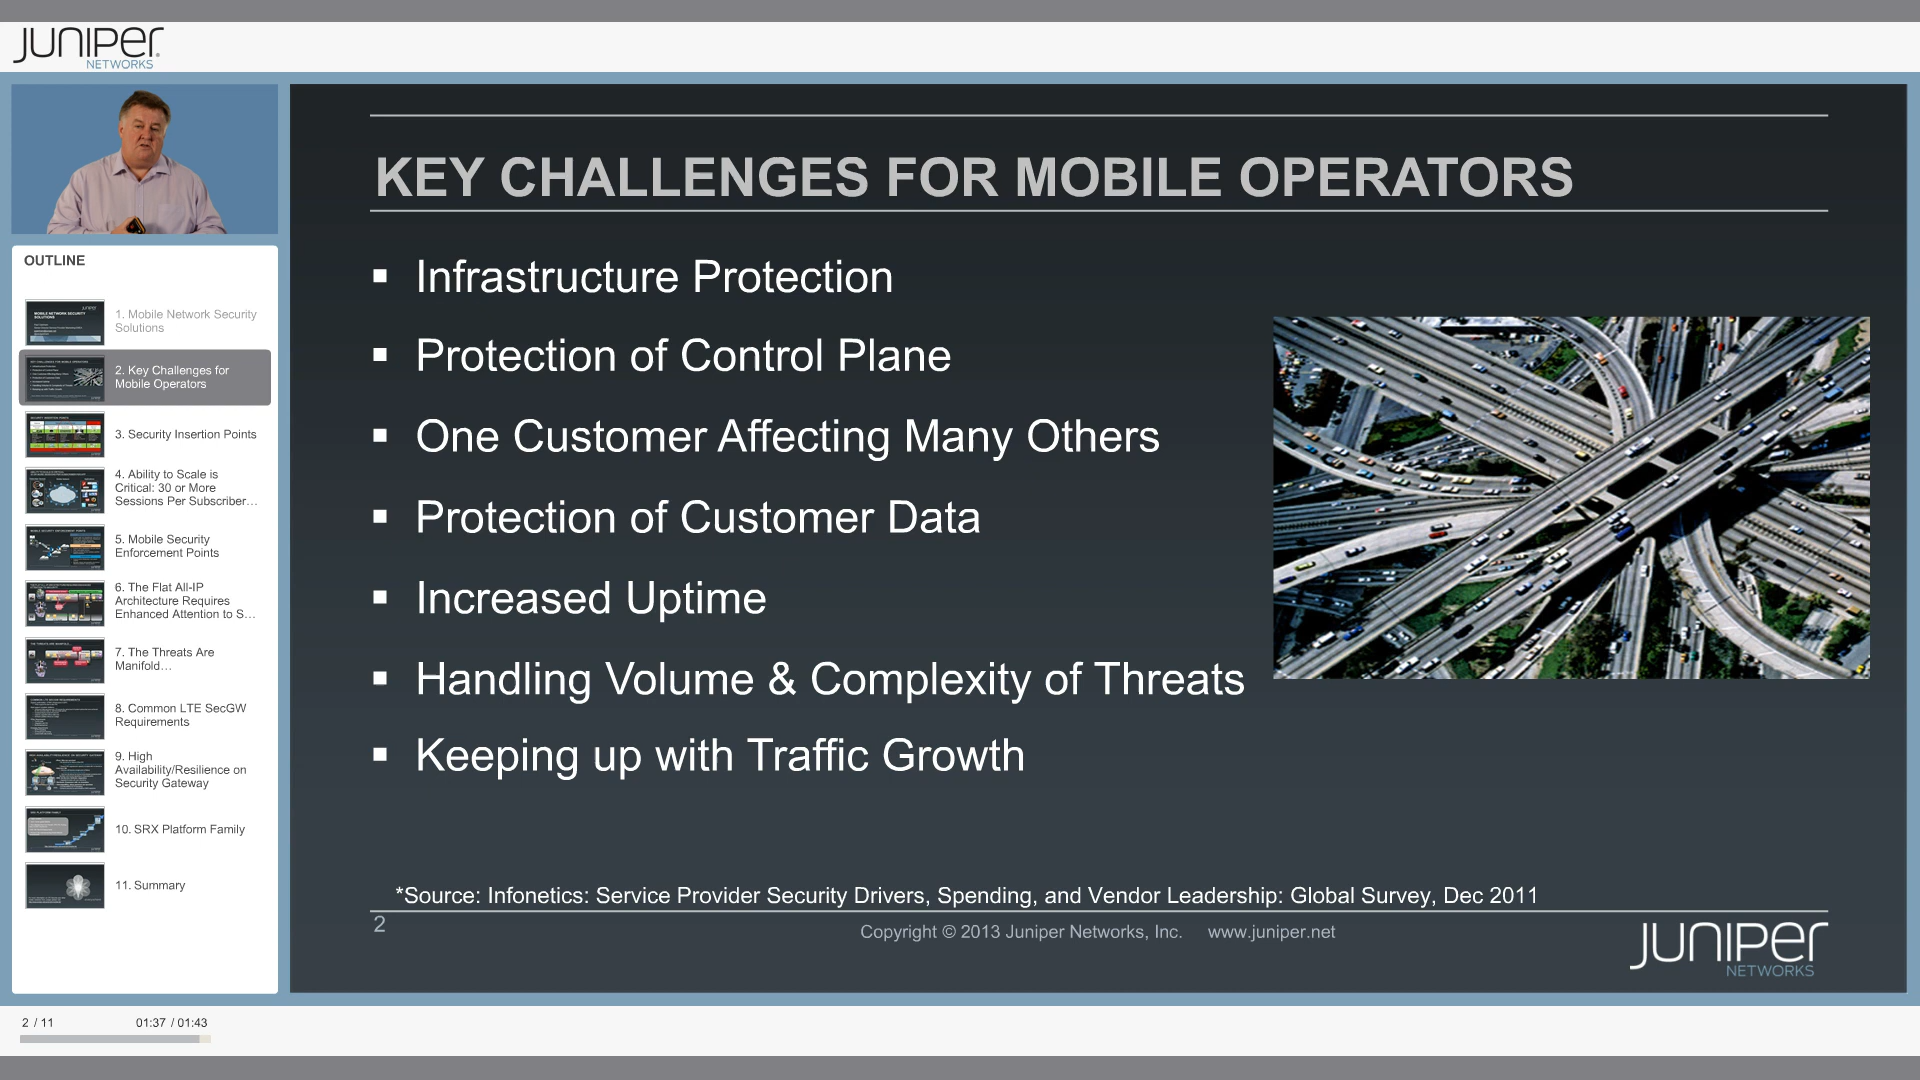 JUNIPER
NETWORKS
OUTLINE
1. Mobile Network Security
Solutions
2. Key Challenges for
Mobile Operators
3. Security Insertion Points
4. Ability to Scale is
Critical: 30 or More
Sessions Per Subscriber…
5. Mobile Security
Enforcement Points
6. The Flat All-IP
Architecture Requires
Enhanced Attention to S…
7. The Threats Are
Manifold…
8. Common LTE SecGW
Requirements
9. High
Availability/Resilience on
Security Gateway
10. SRX Platform Family
11. Summary
2 / 11 01:37 / 01:43
KEY CHALLENGES FOR MOBILE OPERATORS
▪ Infrastructure Protection
▪ Protection of Control Plane
▪ One Customer Affecting Many Others
▪ Protection of Customer Data
▪ Increased Uptime
▪ Handling Volume & Complexity of Threats
▪ Keeping up with Traffic Growth
*Source: Infonetics: Service Provider Security Drivers, Spending, and Vendor Leadership: Global Survey, Dec 2011
2
Copyright © 2013 Juniper Networks, Inc. www.juniper.net
JUNIPER
NETWORKS